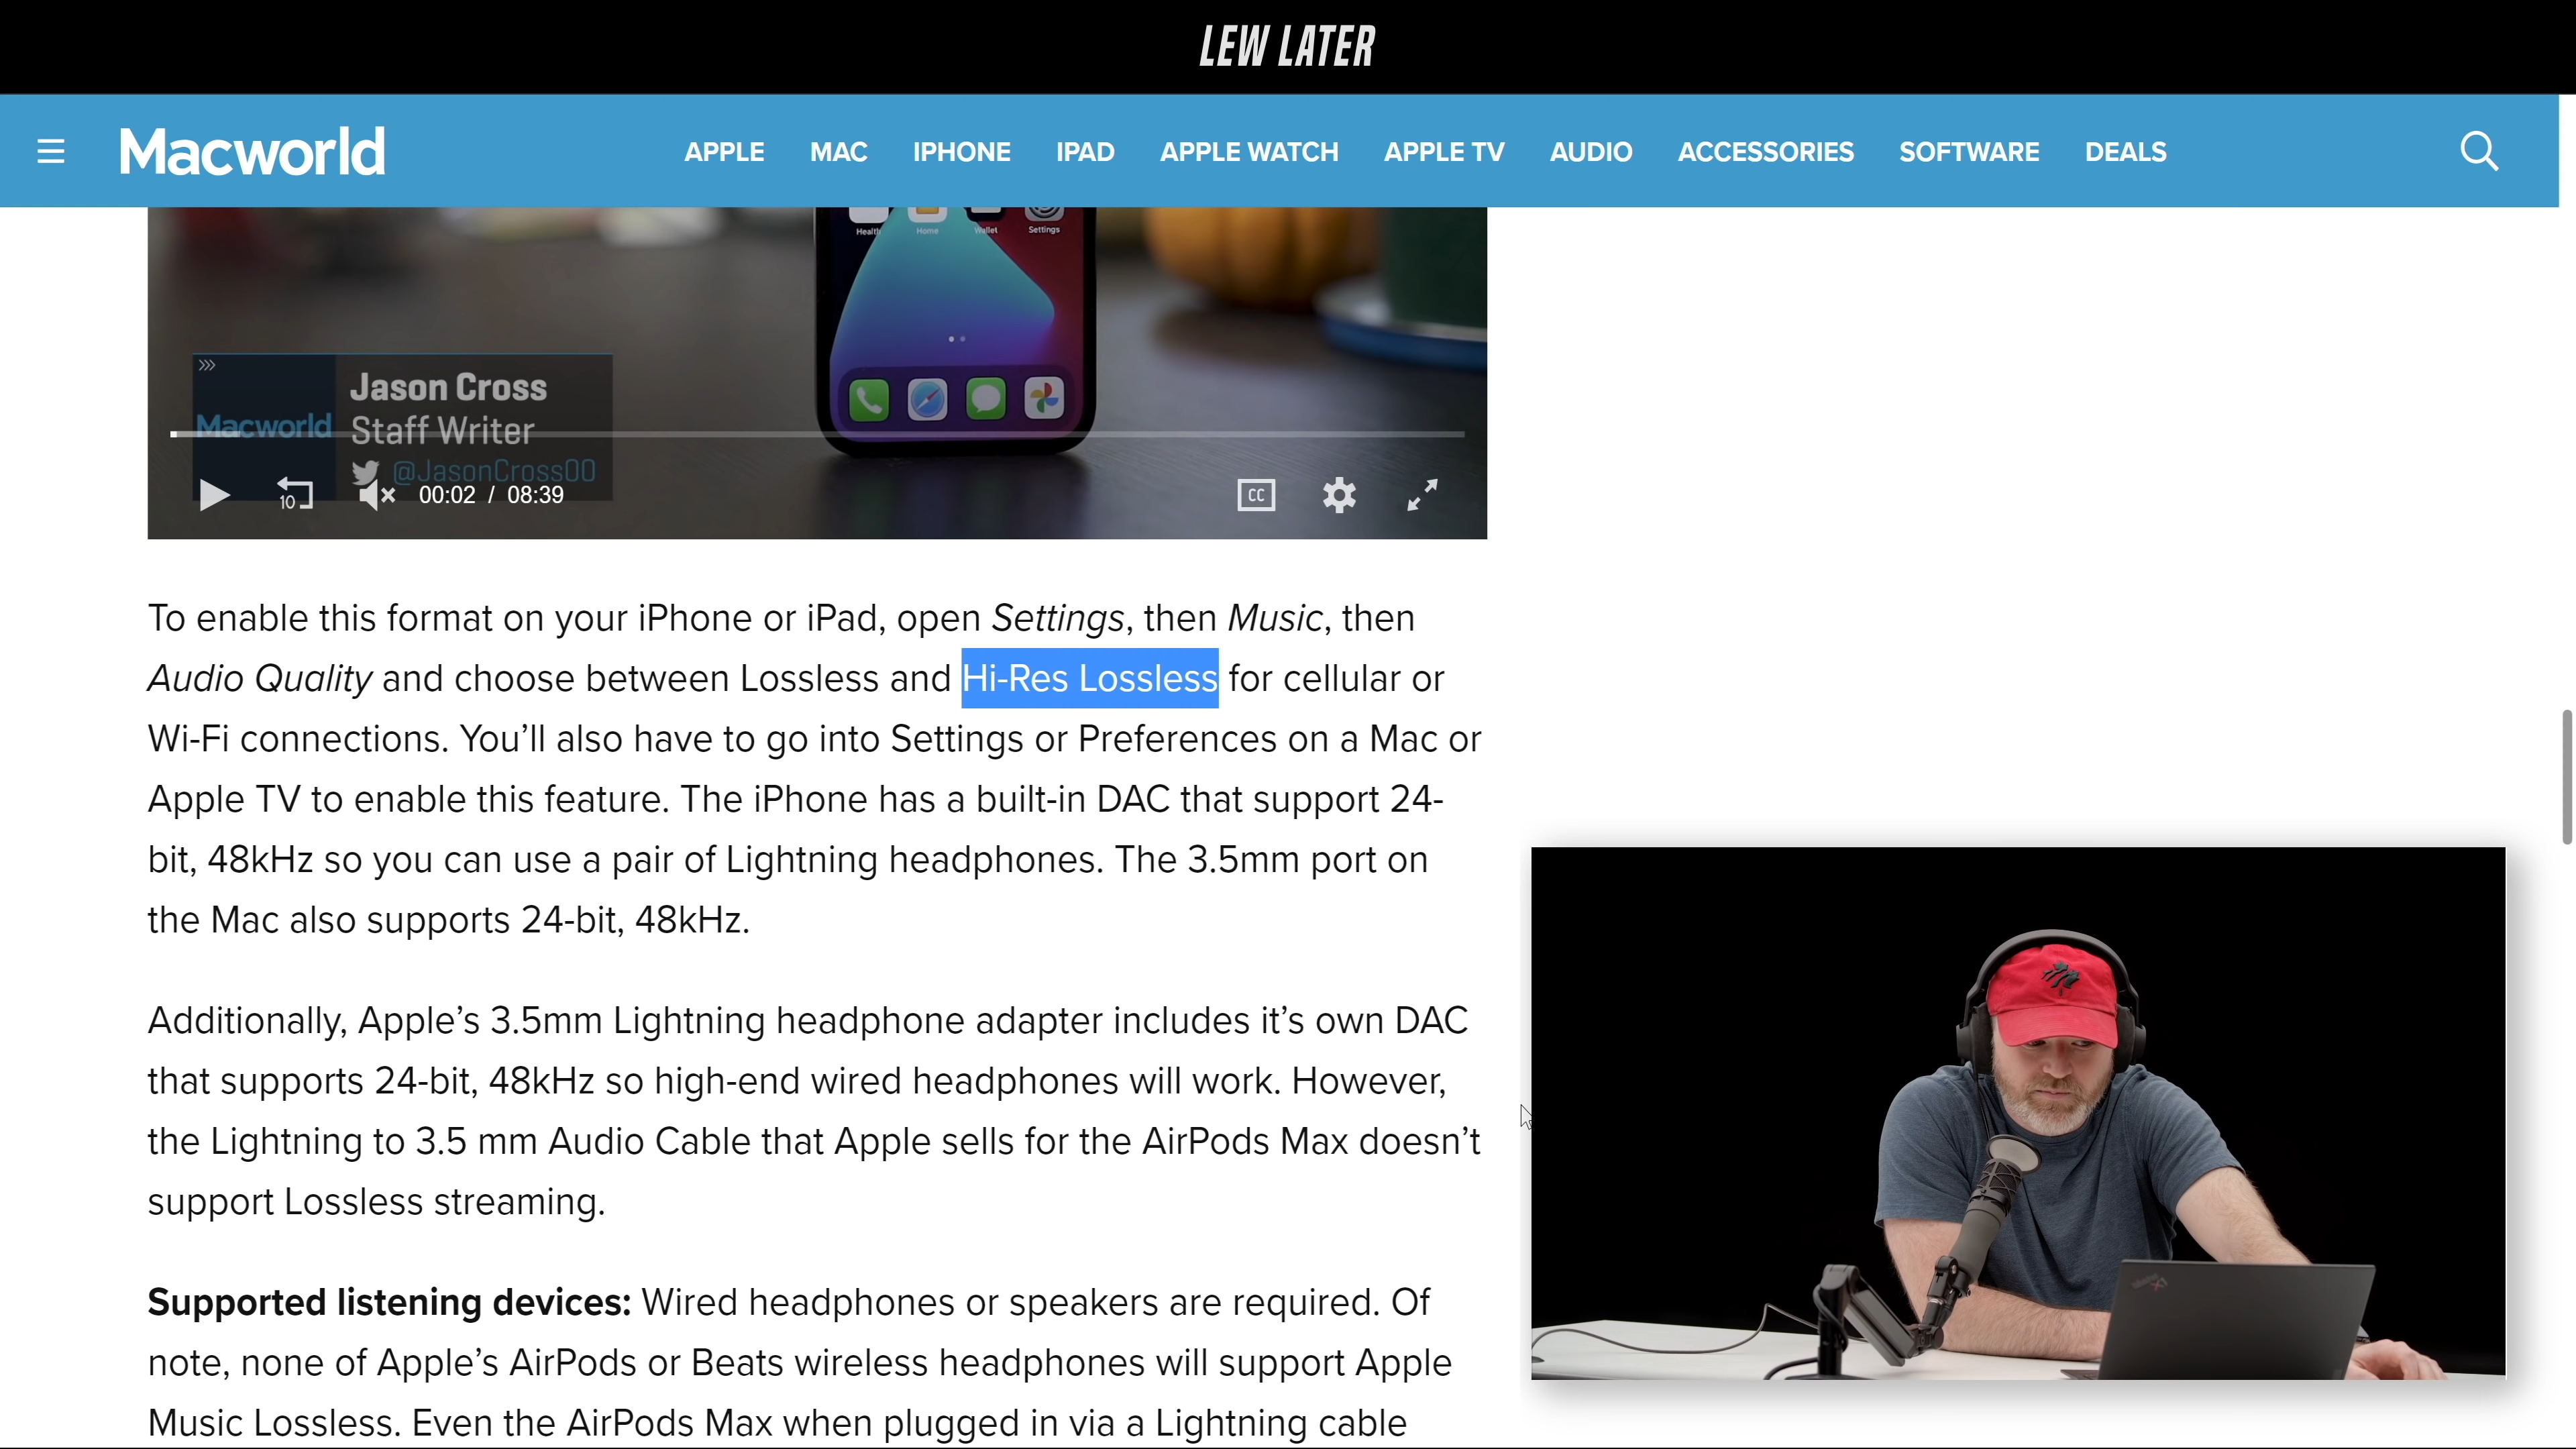 LEW LATER
Macworld
APPLE MAC IPHONE IPAD APPLE WATCH APPLE TV AUDIO ACCESSORIES SOFTWARE DEALS
Health Home Wallet Settings
Jason Cross
Macworld Staff Writer
@JasonCross00
10 00:02 / 08:39 CC
To enable this format on your iPhone or iPad, open Settings, then Music, then
Audio Quality and choose between Lossless and Hi-Res Lossless for cellular or
Wi-Fi connections. You’ll also have to go into Settings or Preferences on a Mac or
Apple TV to enable this feature. The iPhone has a built-in DAC that support 24-
bit, 48kHz so you can use a pair of Lightning headphones. The 3.5mm port on
the Mac also supports 24-bit, 48kHz.
Additionally, Apple’s 3.5mm Lightning headphone adapter includes it’s own DAC
that supports 24-bit, 48kHz so high-end wired headphones will work. However,
the Lightning to 3.5 mm Audio Cable that Apple sells for the AirPods Max doesn’t
support Lossless streaming.
Supported listening devices: Wired headphones or speakers are required. Of
note, none of Apple’s AirPods or Beats wireless headphones will support Apple
Music Lossless. Even the AirPods Max when plugged in via a Lightning cable